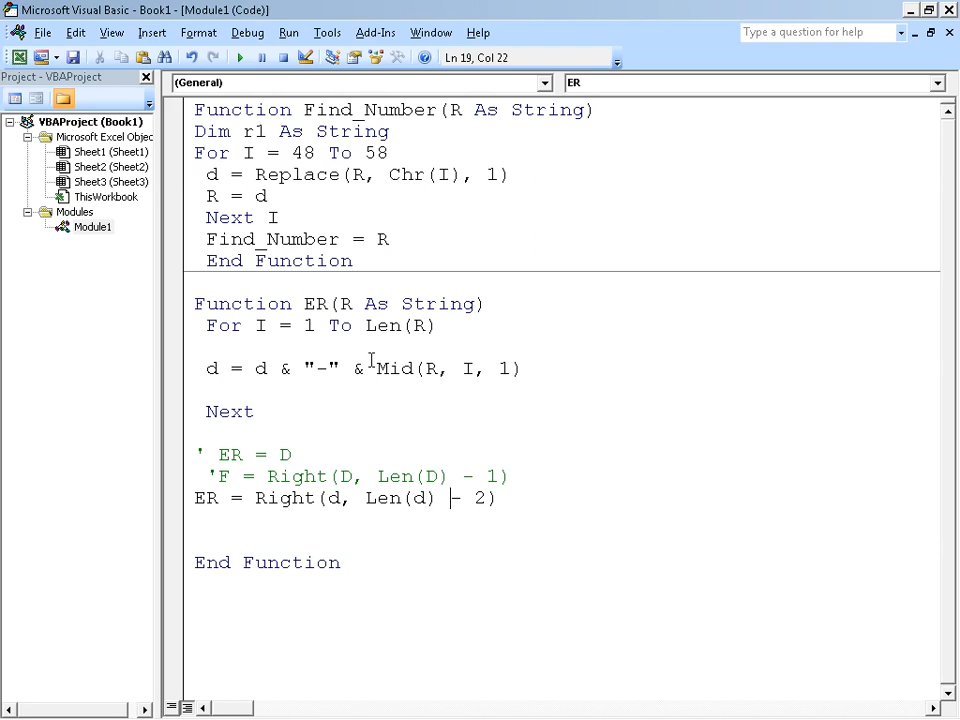 Microsoft Visual Basic - Book1 - [Module1 (Code)]
File Edit View Insert Format Debug Run Tools Add-Ins Window Help
Type a question for help
Ln 19, Col 22
Project - VBAProject
(General)
ER
VBAProject (Book1)
Microsoft Excel Objec
Sheet1 (Sheet1)
Sheet2 (Sheet2)
Sheet3 (Sheet3)
ThisWorkbook
Modules
Module1
Function Find_Number(R As String)
Dim r1 As String
For I = 48 To 58
d = Replace(R, Chr(I), 1)
R = d
Next I
Find_Number = R
End Function
Function ER(R As String)
For I = 1 To Len(R)
d = d & "-" & Mid(R, I, 1)
Next
' ER = D
'F = Right(D, Len(D) - 1)
ER = Right(d, Len(d) - 2)
End Function